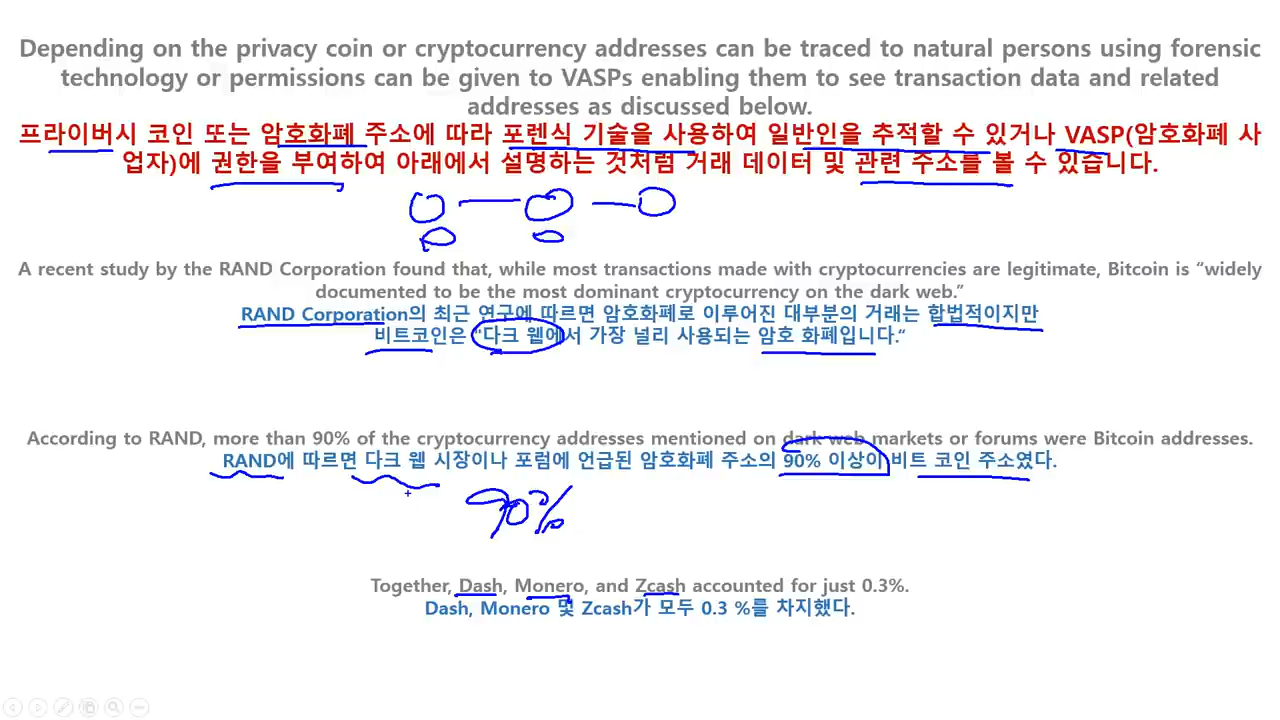 Depending on the privacy coin or cryptocurrency addresses can be traced to natural persons using forensic
technology or permissions can be given to VASPs enabling them to see transaction data and related
addresses as discussed below.
프라이버시 코인 또는 암호화폐 주소에 따라 포렌식 기술을 사용하여 일반인을 추적할 수 있거나 VASP(암호화폐 사
업자)에 권한을 부여하여 아래에서 설명하는 것처럼 거래 데이터 및 관련 주소를 볼 수 있습니다.
A recent study by the RAND Corporation found that, while most transactions made with cryptocurrencies are legitimate, Bitcoin is “widely
documented to be the most dominant cryptocurrency on the dark web.”
RAND Corporation의 최근 연구에 따르면 암호화폐로 이루어진 대부분의 거래는 합법적이지만
비트코인은 "다크 웹에서 가장 널리 사용되는 암호 화폐입니다.“
According to RAND, more than 90% of the cryptocurrency addresses mentioned on dark web markets or forums were Bitcoin addresses.
RAND에 따르면 다크 웹 시장이나 포럼에 언급된 암호화폐 주소의 90% 이상이 비트 코인 주소였다.
90%
Together, Dash, Monero, and Zcash accounted for just 0.3%.
Dash, Monero 및 Zcash가 모두 0.3 %를 차지했다.